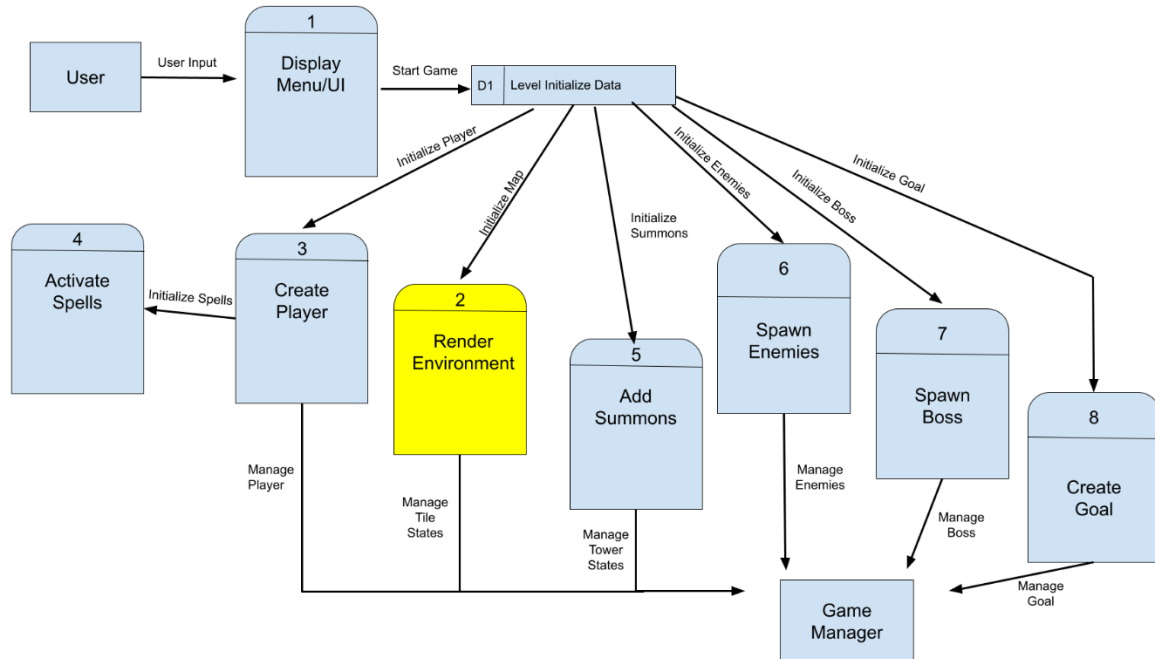 User
User Input
1
Display
Menu/UI
Start Game
D1
Level Initialize Data
Initialize Player
Initialize Map
Initialize
Summons
Initialize Enemies
Initialize Boss
Initialize Goal
4
Activate
Spells
Initialize Spells
3
Create
Player
2
Render
Environment
5
Add
Summons
6
Spawn
Enemies
7
Spawn
Boss
8
Create
Goal
Manage
Player
Manage
Tile
States
Manage
Tower
States
Manage
Enemies
Manage
Boss
Manage
Goal
Game
Manager